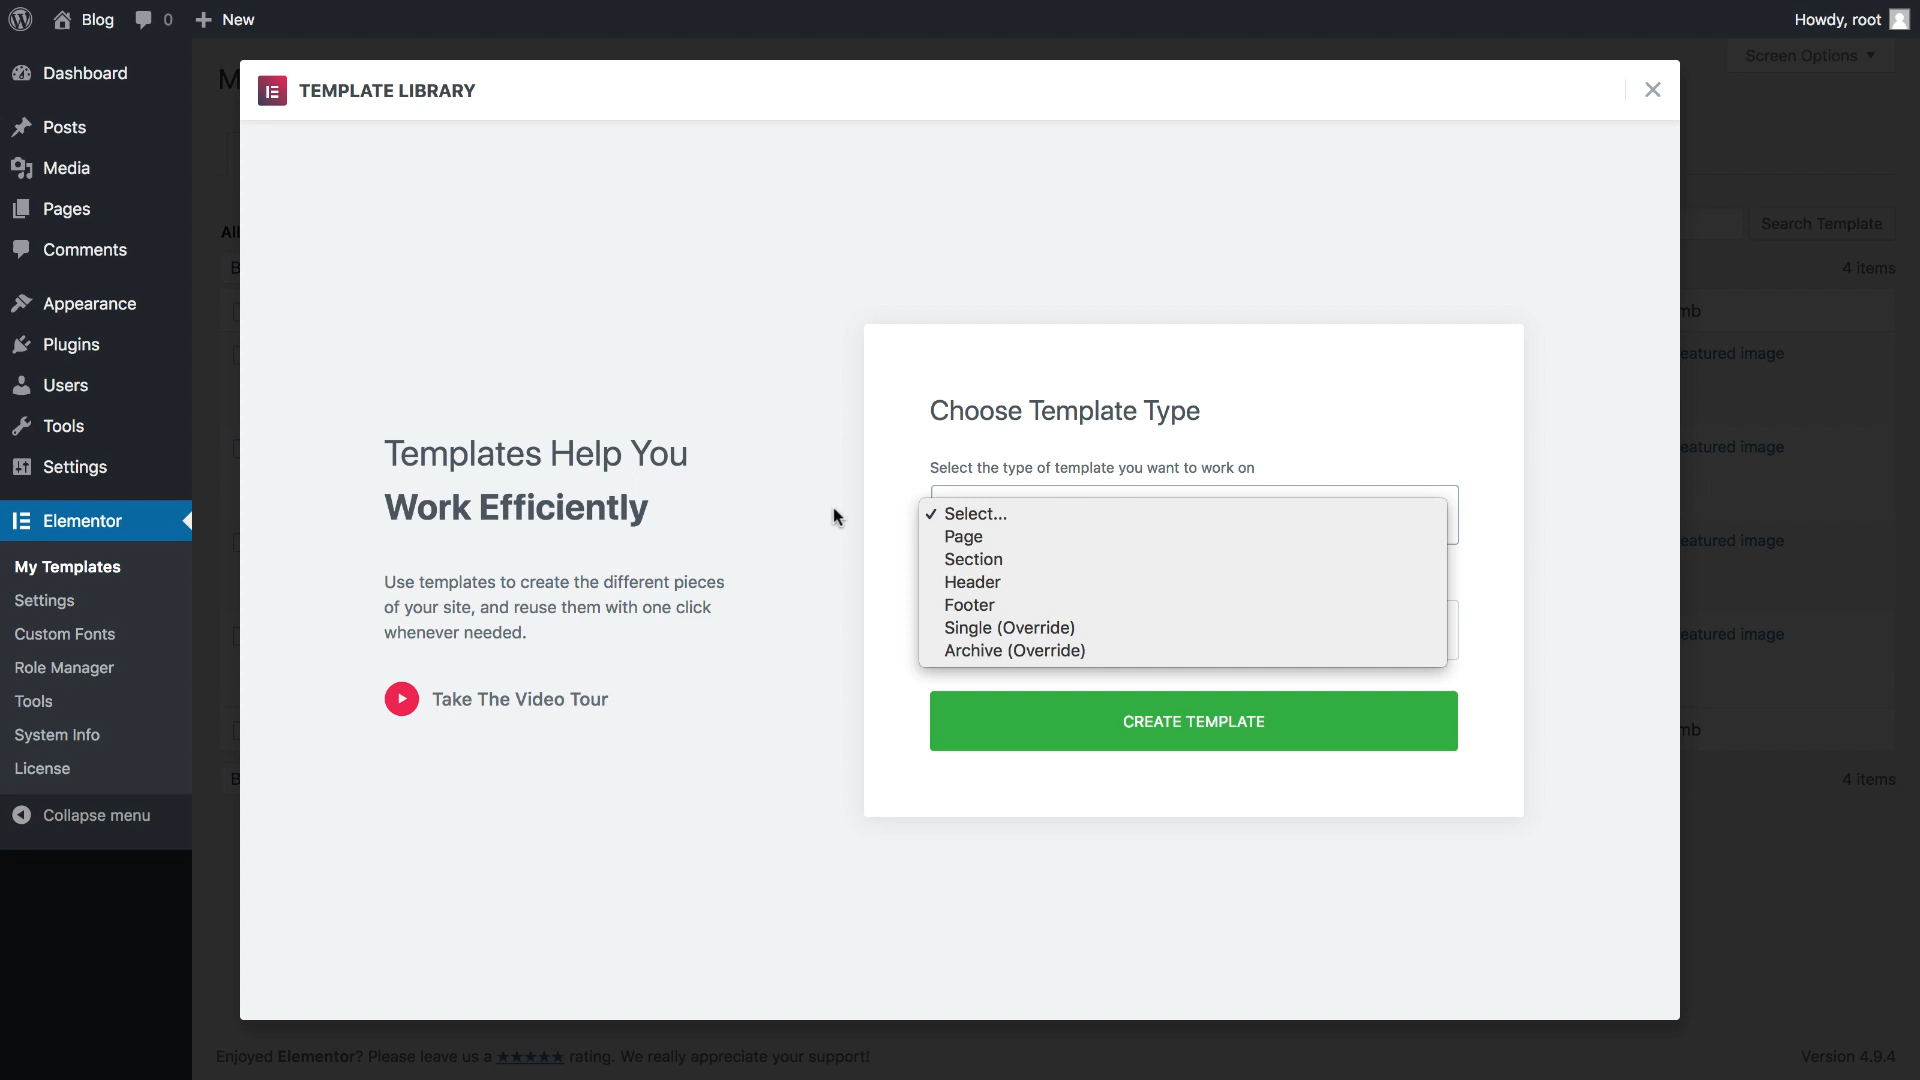 Blog
0
New
Howdy, root
Dashboard
Posts
Media
Pages
Comments
Appearance
Plugins
Users
Tools
Settings
Elementor
My Templates
Settings
Custom Fonts
Role Manager
Tools
System Info
License
Collapse menu
Screen Options
TEMPLATE LIBRARY
Templates Help You
Work Efficiently
Use templates to create the different pieces
of your site, and reuse them with one click
whenever needed.
Take The Video Tour
Choose Template Type
Select the type of template you want to work on
Select...
Page
Section
Header
Footer
Single (Override)
Archive (Override)
CREATE TEMPLATE
All
Search Template
4 items
mb
eatured image
eatured image
eatured image
eatured image
mb
4 items
Enjoyed Elementor? Please leave us a ★★★★★ rating. We really appreciate your support!
Version 4.9.4